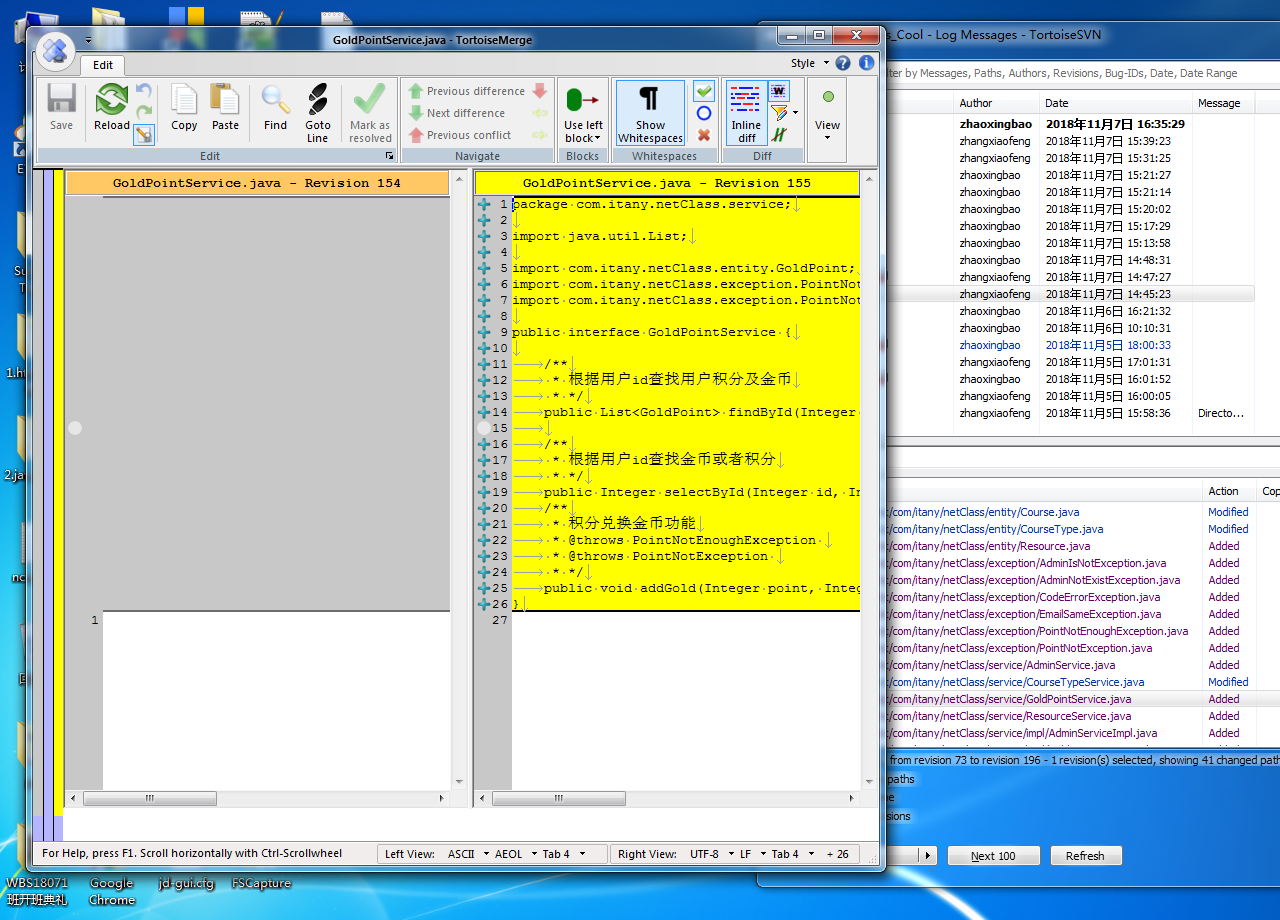 GoldPointService.java - TortoiseMerge
s_Cool - Log Messages - TortoiseSVN
Edit
Style
Save
Reload
Copy
Paste
Find
Goto
Line
Mark as
resolved
Edit
Previous difference
Next difference
Previous conflict
Navigate
Use left
block
Blocks
Show
Whitespaces
Whitespaces
Inline
diff
Diff
View
GoldPointService.java - Revision 154
1
GoldPointService.java - Revision 155
1 package com.itany.netClass.service;
2
3 import java.util.List;
4
5 import com.itany.netClass.entity.GoldPoint;
6 import com.itany.netClass.exception.PointNot
7 import com.itany.netClass.exception.PointNot
8
9 public interface GoldPointService {
10
11 /**
12 * 根据用户id查找用户积分及金币
13 * */
14 public List<GoldPoint> findById(Integer
15
16 /**
17 * 根据用户id查找金币或者积分
18 * */
19 public Integer selectById(Integer id, In
20 /**
21 * 积分兑换金币功能
22 * @throws PointNotEnoughException
23 * @throws PointNotException
24 * */
25 public void addGold(Integer point, Integ
26 }
27
For Help, press F1. Scroll horizontally with Ctrl-Scrollwheel
Left View: ASCII AEOL Tab 4
Right View: UTF-8 LF Tab 4 + 26
ter by Messages, Paths, Authors, Revisions, Bug-IDs, Date, Date Range
Author Date Message
zhaoxingbao 2018年11月7日 16:35:29
zhangxiaofeng 2018年11月7日 15:39:23
zhangxiaofeng 2018年11月7日 15:31:25
zhaoxingbao 2018年11月7日 15:21:27
zhaoxingbao 2018年11月7日 15:21:14
zhaoxingbao 2018年11月7日 15:20:02
zhaoxingbao 2018年11月7日 15:17:29
zhaoxingbao 2018年11月7日 15:13:58
zhaoxingbao 2018年11月7日 14:48:31
zhangxiaofeng 2018年11月7日 14:47:27
zhangxiaofeng 2018年11月7日 14:45:23
zhaoxingbao 2018年11月6日 16:21:32
zhaoxingbao 2018年11月6日 10:10:31
zhaoxingbao 2018年11月5日 18:00:33
zhangxiaofeng 2018年11月5日 17:01:31
zhaoxingbao 2018年11月5日 16:01:52
zhangxiaofeng 2018年11月5日 16:00:05
zhangxiaofeng 2018年11月5日 15:58:36 Directo...
Action Cop
/com/itany/netClass/entity/Course.java Modified
/com/itany/netClass/entity/CourseType.java Modified
/com/itany/netClass/entity/Resource.java Added
/com/itany/netClass/exception/AdminIsNotException.java Added
/com/itany/netClass/exception/AdminNotExistException.java Added
/com/itany/netClass/exception/CodeErrorException.java Added
/com/itany/netClass/exception/EmailSameException.java Added
/com/itany/netClass/exception/PointNotEnoughException.java Added
/com/itany/netClass/exception/PointNotException.java Added
/com/itany/netClass/service/AdminService.java Added
/com/itany/netClass/service/CourseTypeService.java Modified
/com/itany/netClass/service/GoldPointService.java Added
/com/itany/netClass/service/ResourceService.java Added
/com/itany/netClass/service/impl/AdminServiceImpl.java Added
from revision 73 to revision 196 - 1 revision(s) selected, showing 41 changed path
paths
sions
Next 100
Refresh
1.h
2.ja
WBS18071
班开班典礼
Google
Chrome
jd-gui.cfg
FSCapture